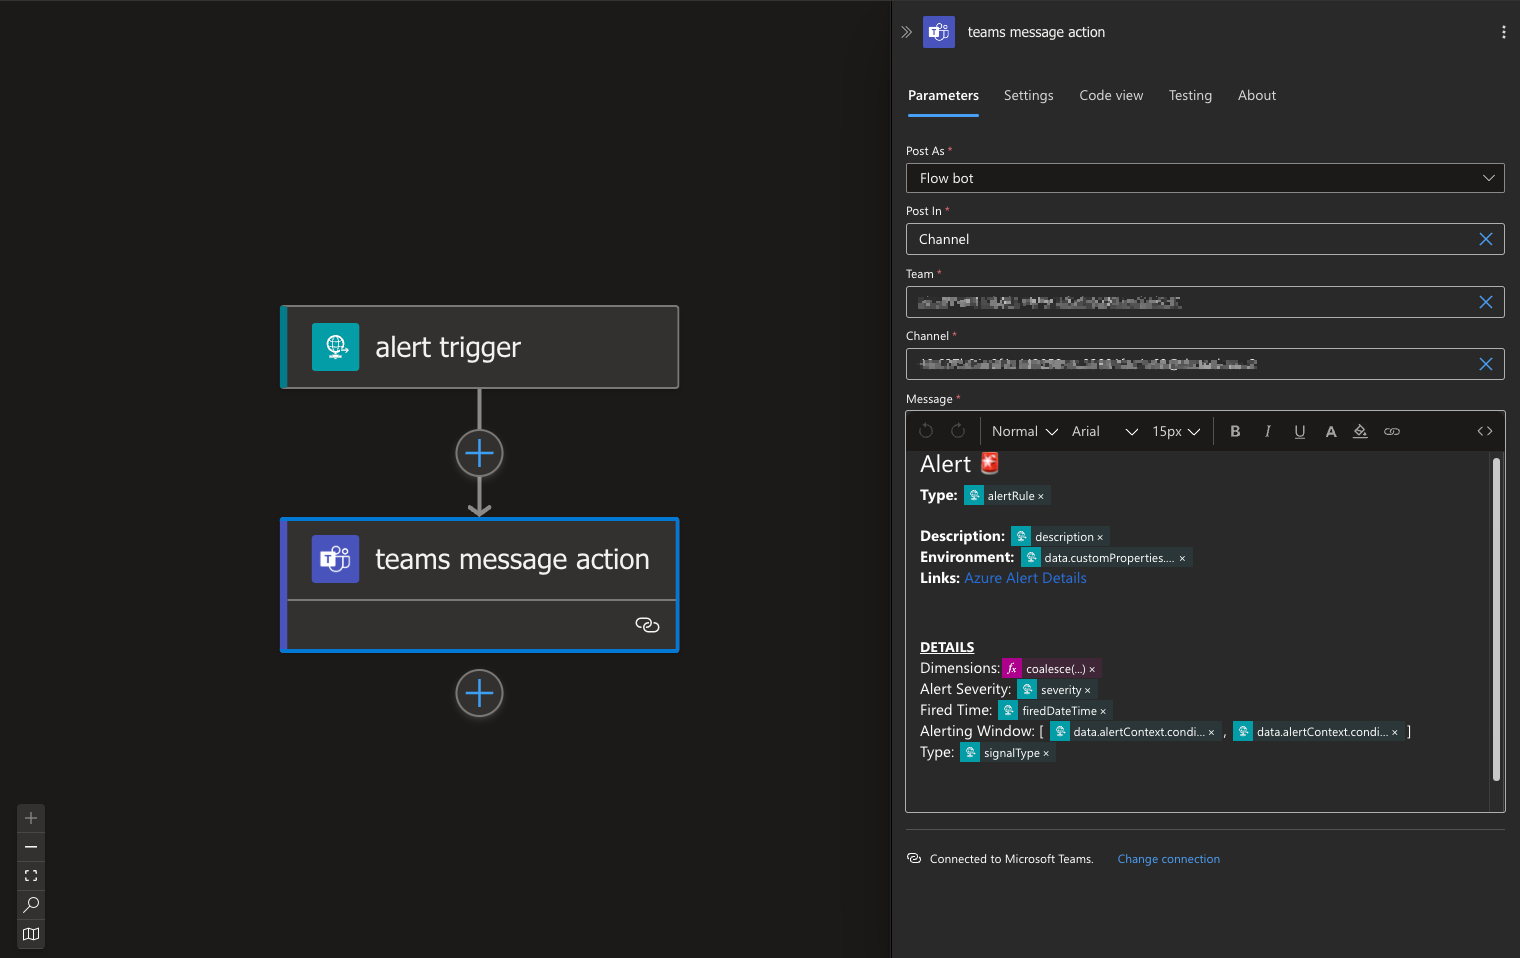 alert trigger
teams message action
teams message action
Parameters Settings Code view Testing About
Post As *
Flow bot
Post In *
Channel
Team *
Channel *
Message *
Normal Arial 15px B I U A
Alert
Type: alertRule ×
Description: description ×
Environment: data.customProperties.... ×
Links: Azure Alert Details
DETAILS
Dimensions: fx coalesce(...) ×
Alert Severity: severity ×
Fired Time: firedDateTime ×
Alerting Window: [ data.alertContext.condi... × , data.alertContext.condi... × ]
Type: signalType ×
Connected to Microsoft Teams. Change connection